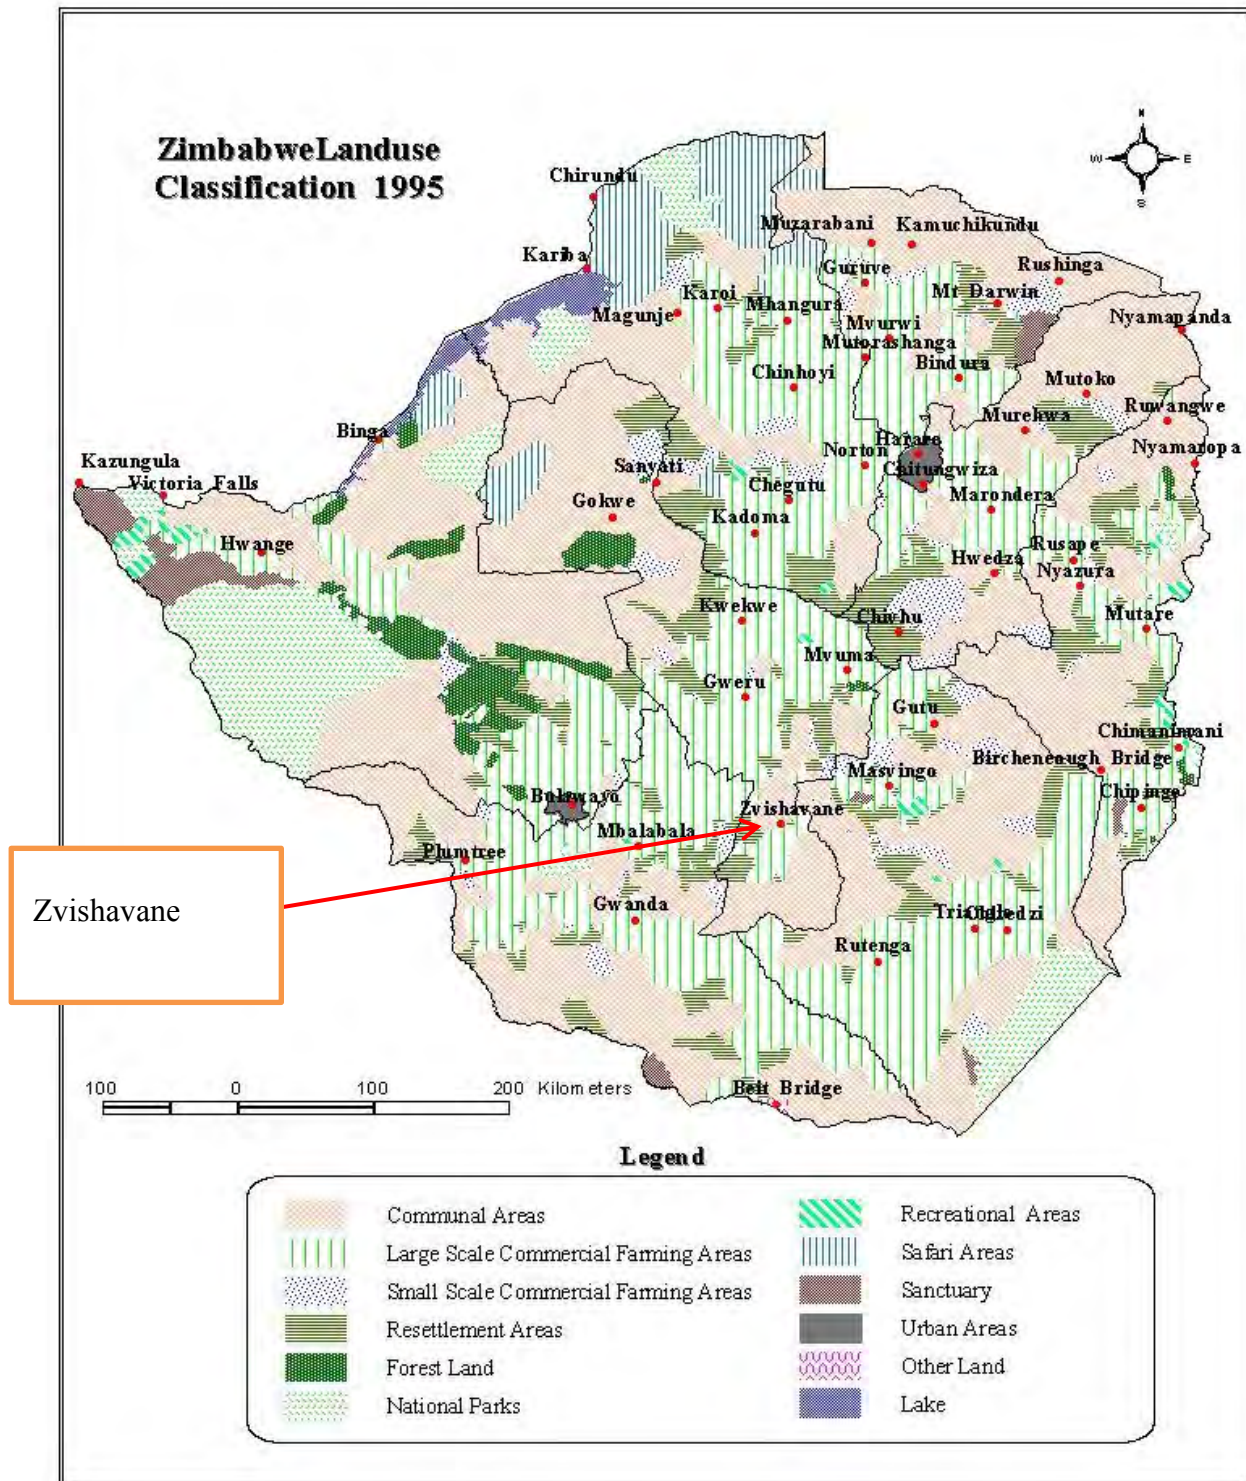 ZimbabweLanduse
Classification 1995
N
W
E
S
Chirundu
Muzarabani
Kamuchikundu
Kariba
Guruve
Rushinga
Karoi
Mhangura
Mt Darwin
Magunje
Mvurwi
Nyamapanda
Mutorashanga
Bindura
Chinhoyi
Mutoko
Murehwa
Ruwangwe
Binga
Harare
Norton
Nyamaropa
Kazungula
Sanyati
Chitungwiza
Victoria Falls
Chegutu
Marondera
Gokwe
Kadoma
Hwange
Hwedza
Rusape
Nyazura
Kwekwe
Chivhu
Mutare
Mvuma
Gweru
Gutu
Chimanimani
Bircheneough Bridge
Masvingo
Chipinge
Bulawayo
Zvishavane
Mbalabala
Plumtree
Zvishavane
Gwanda
Triangle
Rutenga
100 0 100 200 Kilometers
Beit Bridge
Legend
Communal Areas
Large Scale Commercial Farming Areas
Small Scale Commercial Farming Areas
Resettlement Areas
Forest Land
National Parks
Recreational Areas
Safari Areas
Sanctuary
Urban Areas
Other Land
Lake